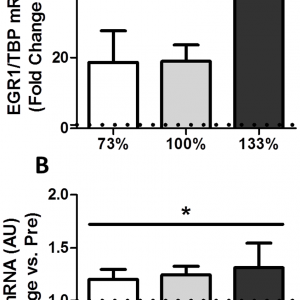 EGR1/TBP mR
(Fold Change
20
0
73% 100% 133%
B
mRNA (AU)
ge vs. Pre)
2.0
*
1.5
1.0